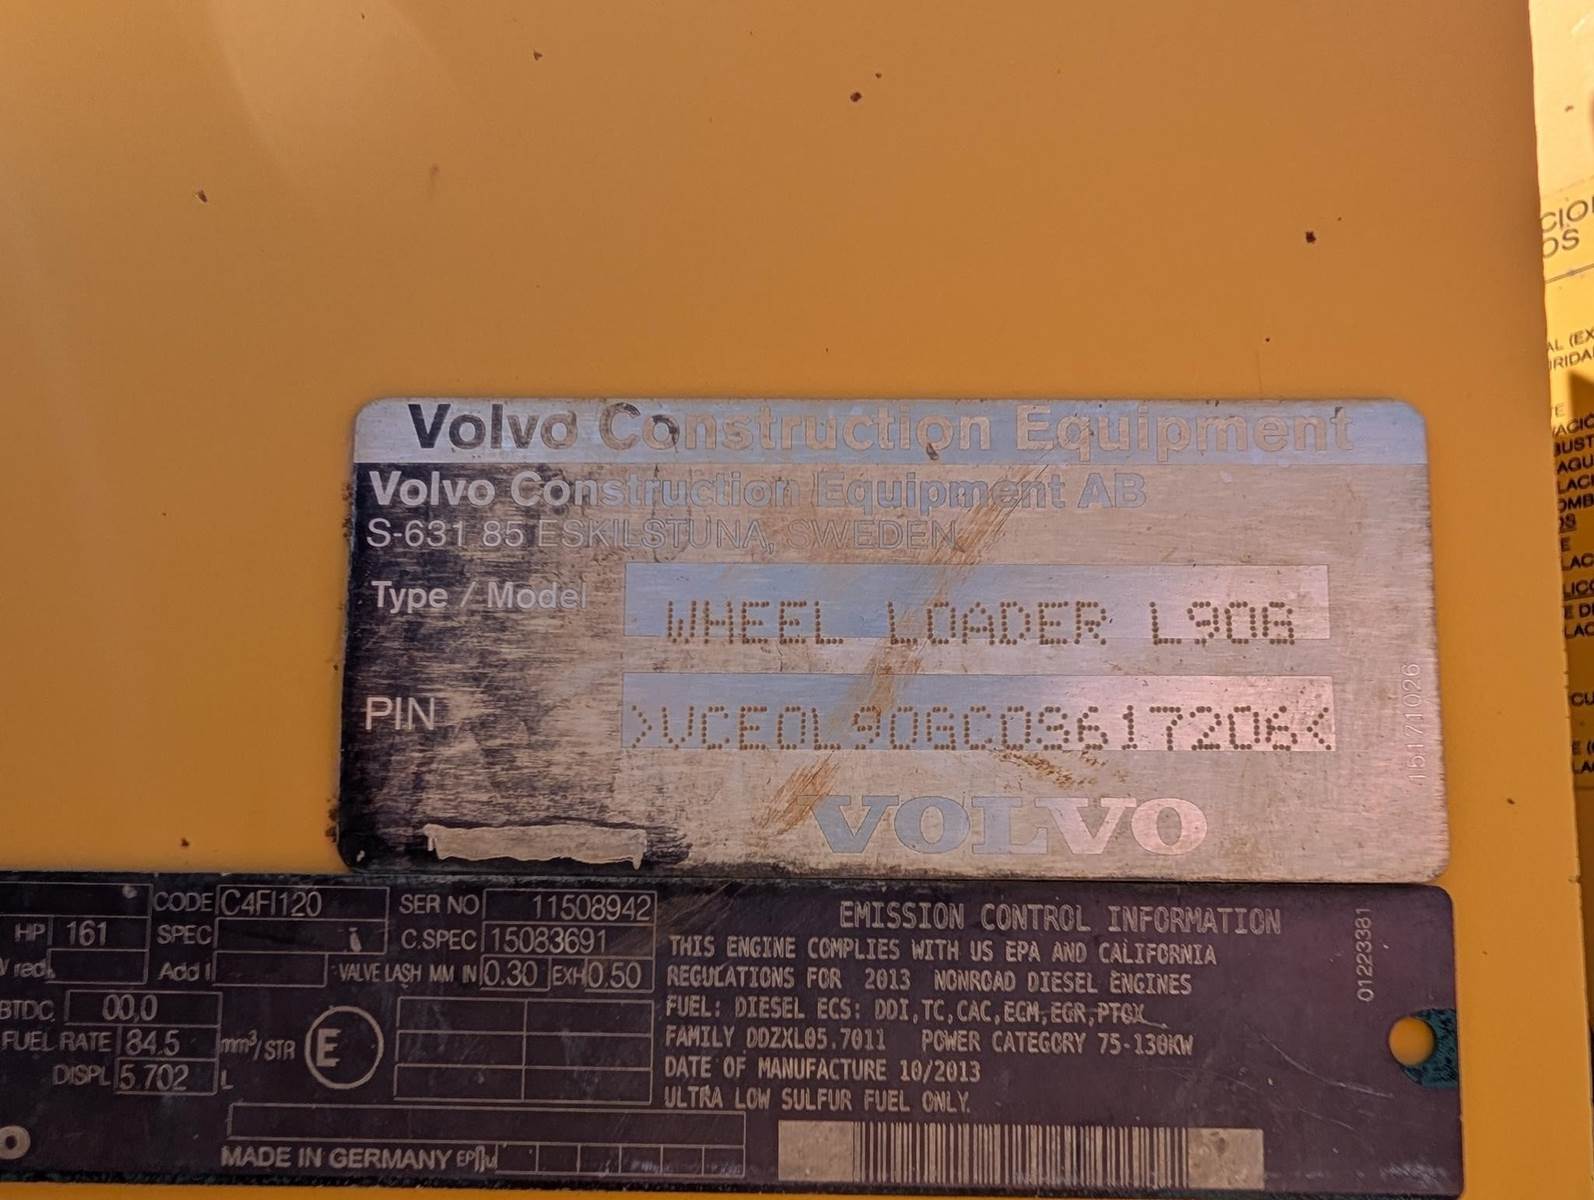 Volvo Construction Equipment
Volvo Construction Equipment AB
S-631 85 ESKILSTUNA, SWEDEN
Type / Model WHEEL LOADER L90G
PIN >VCE0L90GC0S617206<
15171026
VOLVO
CODE C4FI120 SER NO 11508942
HP 161 SPEC C.SPEC 15083691
Add I VALVE LASH MM IN 0.30 EXH 0.50
BTDC 00,0
FUEL RATE 84.5 mm³/STR E
DISPL 5.702 L
MADE IN GERMANY
EMISSION CONTROL INFORMATION
THIS ENGINE COMPLIES WITH US EPA AND CALIFORNIA
REGULATIONS FOR 2013 NONROAD DIESEL ENGINES
FUEL: DIESEL ECS: DDI,TC,CAC,ECM,EGR,PTOX
FAMILY DDZXL05.7011 POWER CATEGORY 75-130KW
DATE OF MANUFACTURE 10/2013
ULTRA LOW SULFUR FUEL ONLY.
01223381